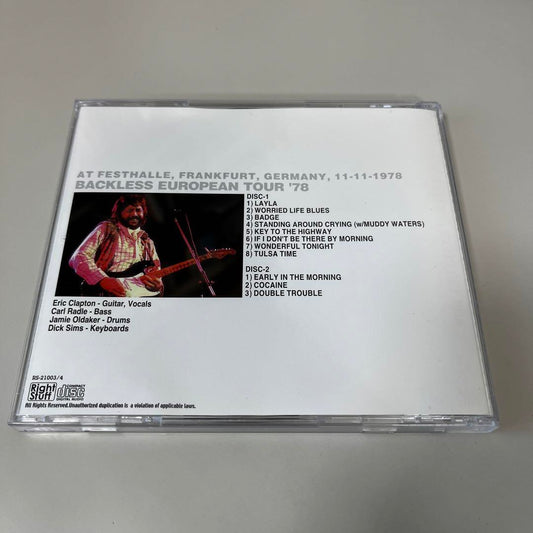 AT FESTHALLE, FRANKFURT, GERMANY, 11-11-1978
BACKLESS EUROPEAN TOUR '78
DISC-1
1) LAYLA
2) WORRIED LIFE BLUES
3) BADGE
4) STANDING AROUND CRYING (w/MUDDY WATERS)
5) KEY TO THE HIGHWAY
6) IF I DON'T BE THERE BY MORNING
7) WONDERFUL TONIGHT
8) TULSA TIME
DISC-2
1) EARLY IN THE MORNING
2) COCAINE
3) DOUBLE TROUBLE
Eric Clapton - Guitar, Vocals
Carl Radle - Bass
Jamie Oldaker - Drums
Dick Sims - Keyboards
RS-21003/4
Right Stuff
COMPACT disc DIGITAL AUDIO
All Rights Reserved.Unauthorized duplication is a violation of applicable laws.